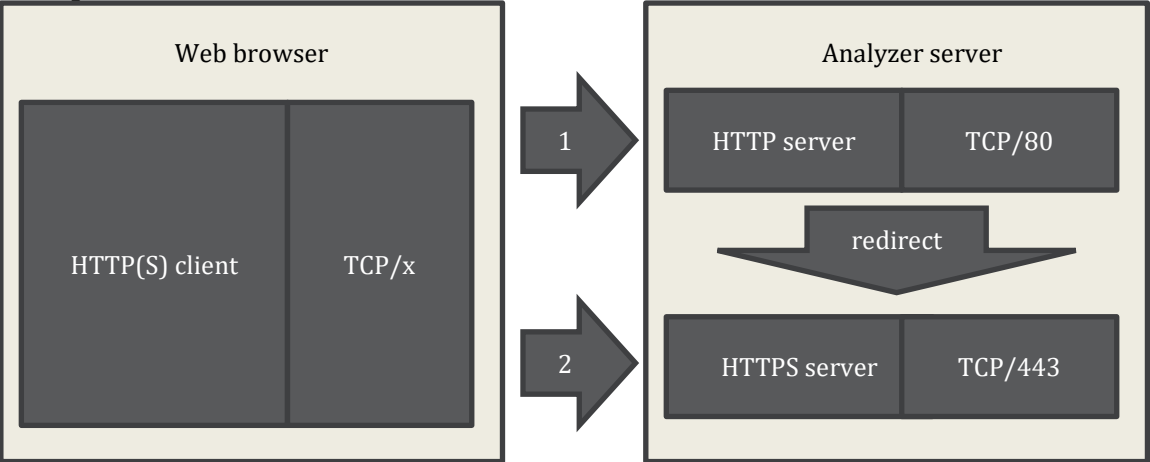 Web browser
HTTP(S) client
TCP/x
1
2
Analyzer server
HTTP server
TCP/80
redirect
HTTPS server
TCP/443